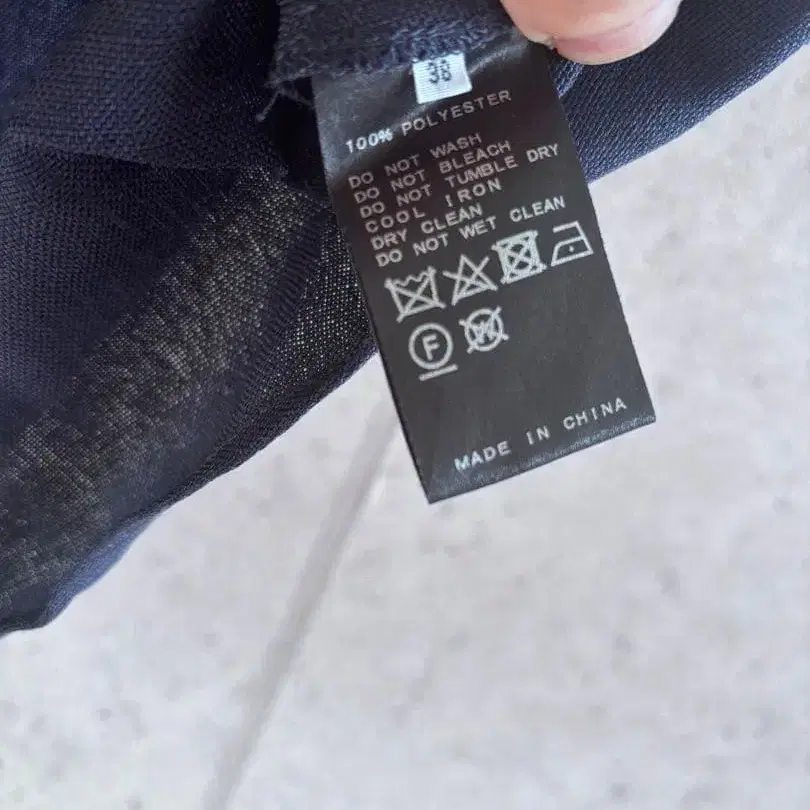 38
100% POLYESTER
DO NOT WASH
DO NOT BLEACH
DO NOT TUMBLE DRY
COOL IRON
DRY CLEAN
DO NOT WET CLEAN
F W
MADE IN CHINA